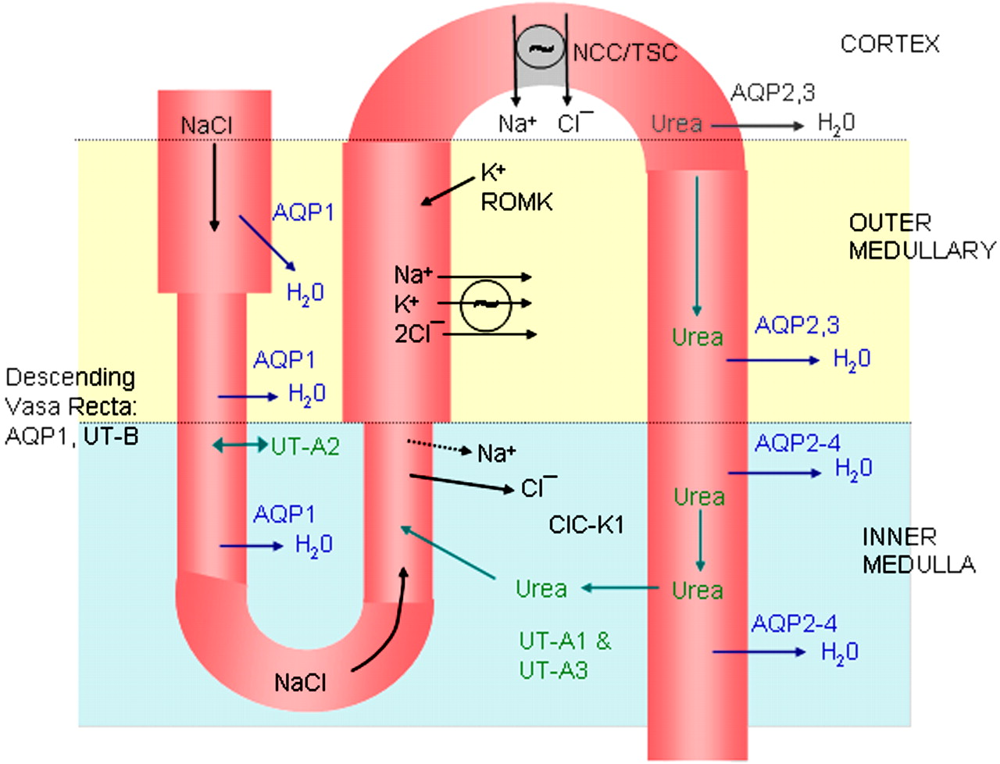 CORTEX
NCC/TSC
AQP2,3
NaCl
Na⁺ Cl⁻
Urea
H₂0
K⁺
ROMK
AQP1
H₂0
OUTER
MEDULLARY
Na⁺
K⁺
2Cl⁻
Urea
AQP2,3
H₂0
AQP1
H₂0
Descending
Vasa Recta:
AQP1, UT-B
UT-A2
Na⁺
Cl⁻
AQP2-4
H₂0
Urea
AQP1
H₂0
ClC-K1
INNER
MEDULLA
Urea
Urea
AQP2-4
H₂0
UT-A1 &
UT-A3
NaCl